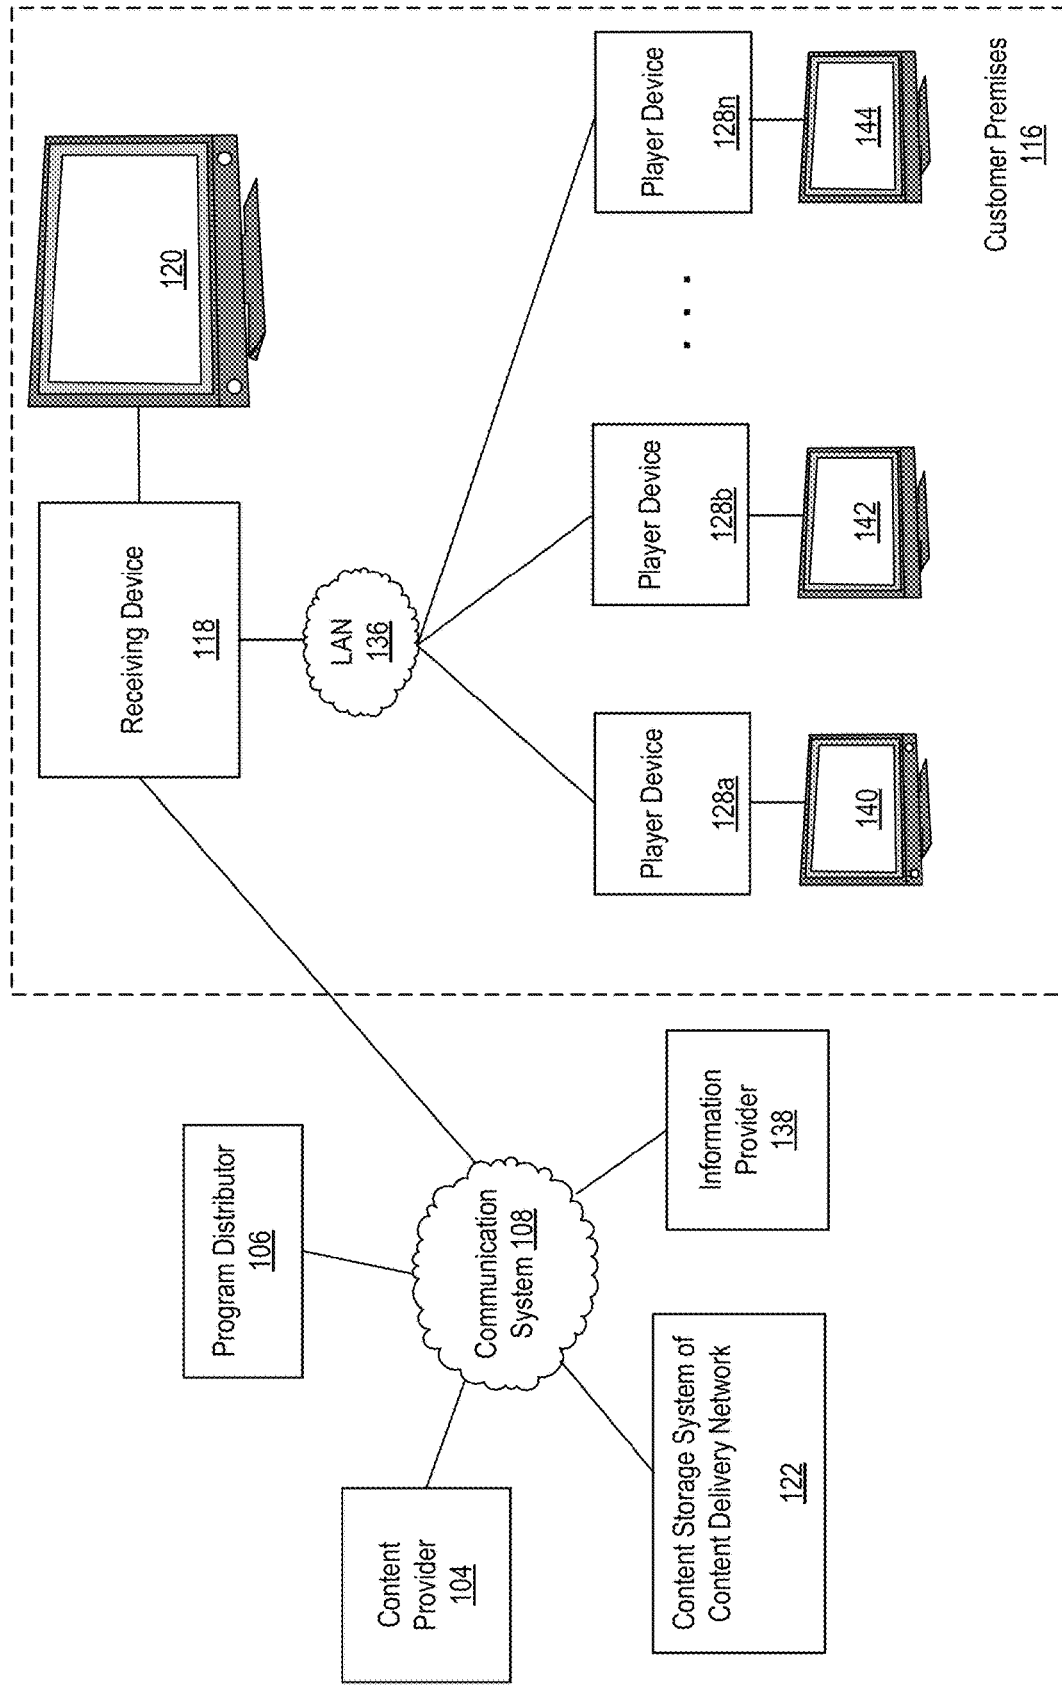 Content
Provider
104
Program Distributor
106
Communication
System 108
Content Storage System of
Content Delivery Network
122
Information
Provider
138
Receiving Device
118
120
LAN
136
Player Device
128a
Player Device
128b
. . .
Player Device
128n
140
142
144
Customer Premises
116